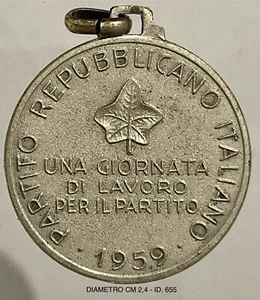 PARTITO REPUBBLICANO ITALIANO
UNA GIORNATA
DI LAVORO
PER IL PARTITO
· 1959 ·
DIAMETRO CM 2,4 - ID. 655